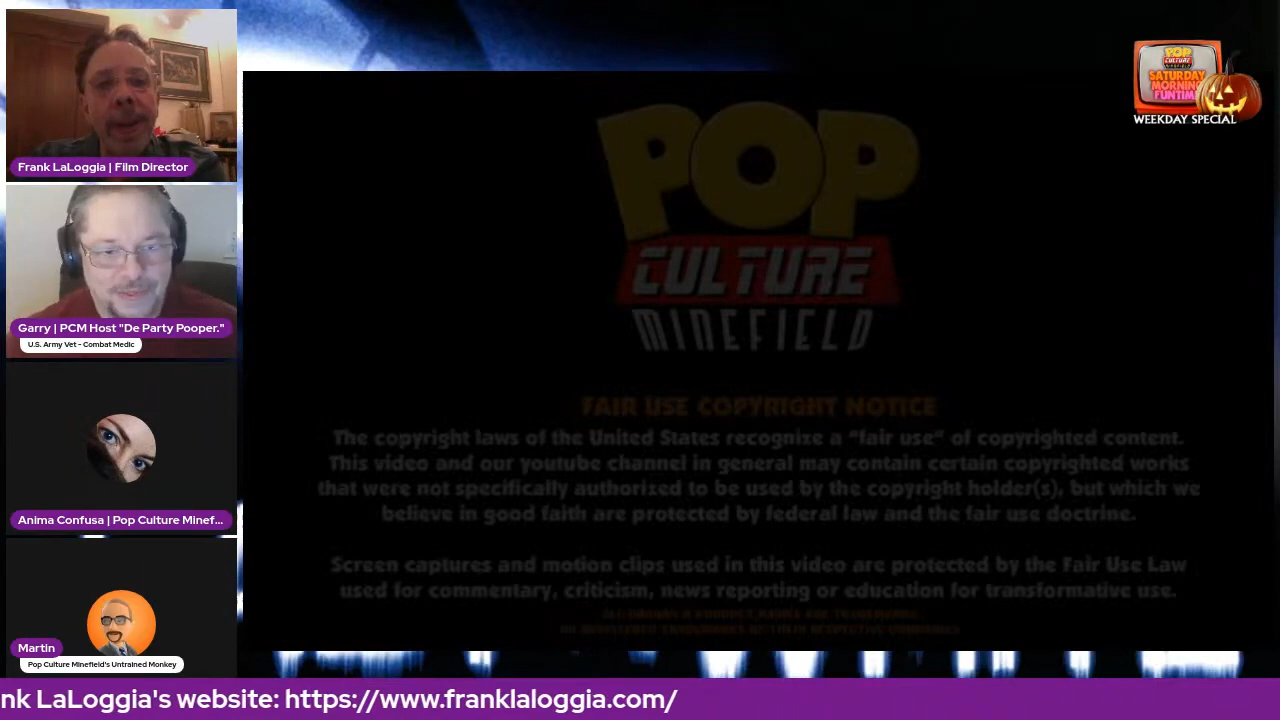 Frank LaLoggia | Film Director
Garry | PCM Host "De Party Pooper."
U.S. Army Vet - Combat Medic
Anima Confusa | Pop Culture Minef...
Martin
Pop Culture Minefield's Untrained Monkey
POP
CULTURE
MINEFIELD
FAIR USE COPYRIGHT NOTICE
The copyright laws of the United States recognize a “fair use” of copyrighted content.
This video and our youtube channel in general may contain certain copyrighted works
that were not specifically authorized to be used by the copyright holder(s), but which we
believe in good faith are protected by federal law and the fair use doctrine.
Screen captures and motion clips used in this video are protected by the Fair Use Law
used for commentary, criticism, news reporting or education for transformative use.
POP
CULTURE
MINEFIELD
SATURDAY
MORNING
FUNTIM
WEEKDAY SPECIAL
nk LaLoggia's website: https://www.franklaloggia.com/